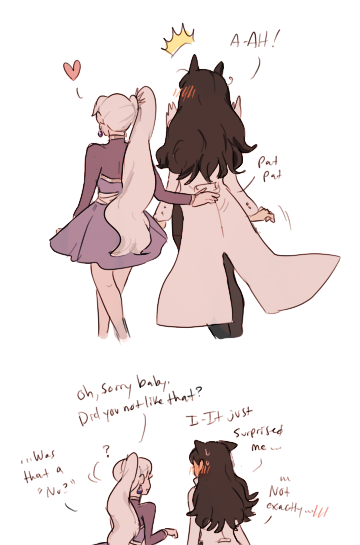 A-AH!
Pat
Pat
Oh, sorry baby.
Did you not like that?
I-It just
surprised
me~
...Was
that a
"No?"
?
...
Not
exactly~